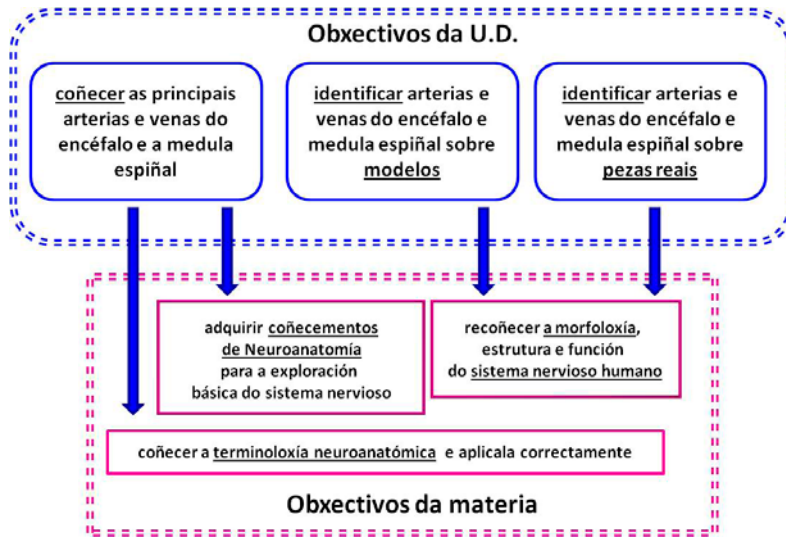 Obxectivos da U.D.
coñecer as principais
arterias e venas do
encéfalo e a medula
espiñal
identificar arterias e
venas do encéfalo e
medula espiñal sobre
modelos
identificar arterias e
venas do encéfalo e
medula espiñal sobre
pezas reais
adquirir coñecementos
de Neuroanatomía
para a exploración
básica do sistema nervioso
recoñecer a morfoloxía,
estrutura e función
do sistema nervioso humano
coñecer a terminoloxía neuroanatómica e aplicala correctamente
Obxectivos da materia